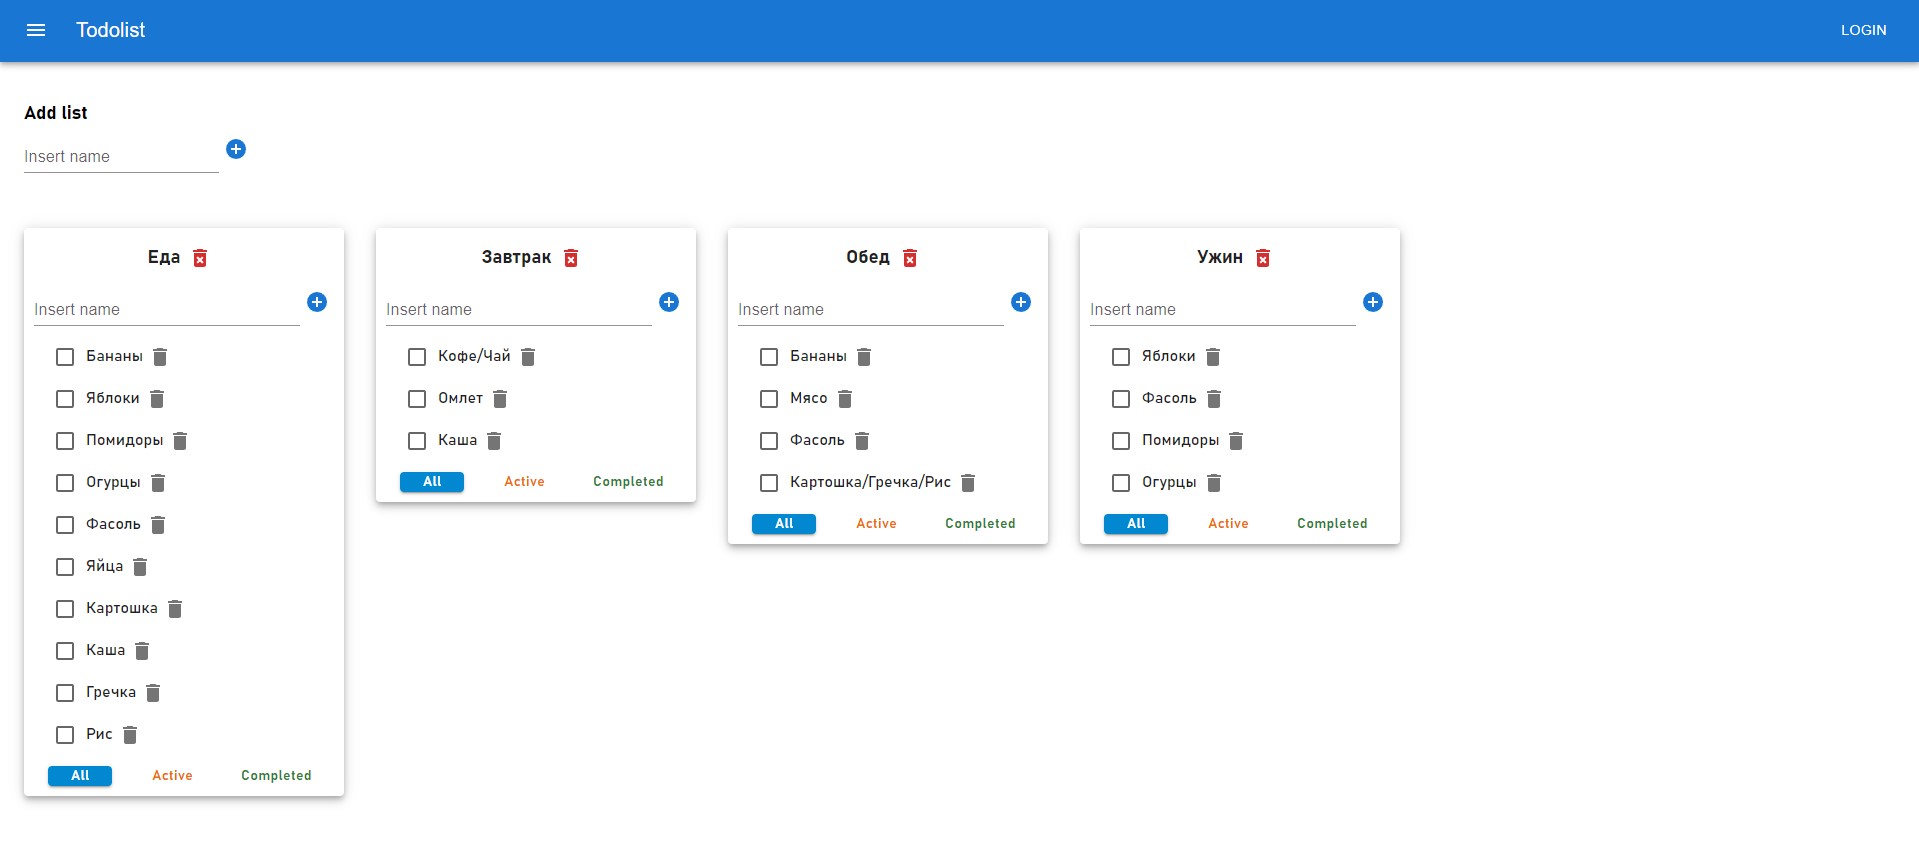 Todolist
LOGIN
Add list
Insert name
Еда
Insert name
Бананы
Яблоки
Помидоры
Огурцы
Фасоль
Яйца
Картошка
Каша
Гречка
Рис
All Active Completed
Завтрак
Insert name
Кофе/Чай
Омлет
Каша
All Active Completed
Обед
Insert name
Бананы
Мясо
Фасоль
Картошка/Гречка/Рис
All Active Completed
Ужин
Insert name
Яблоки
Фасоль
Помидоры
Огурцы
All Active Completed